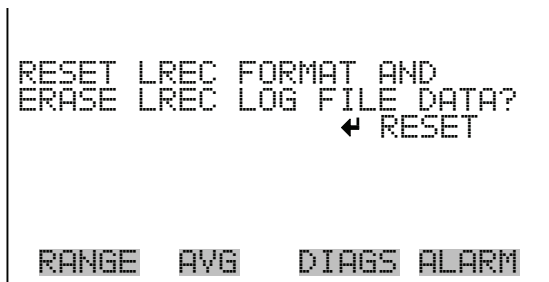 RESET LREC FORMAT AND
ERASE LREC LOG FILE DATA?
↵ RESET
RANGE AVG DIAGS ALARM